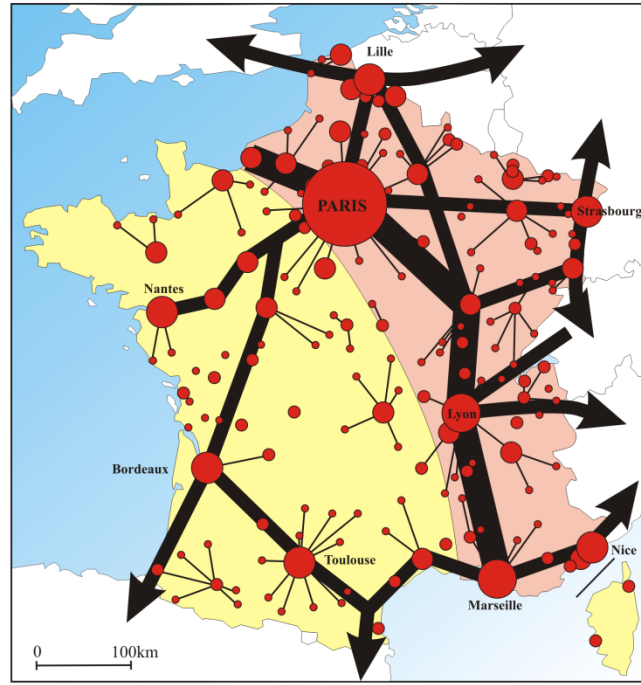 Lille
PARIS
Strasbourg
Nantes
Lyon
Bordeaux
Toulouse
Nice
Marseille
0 100km